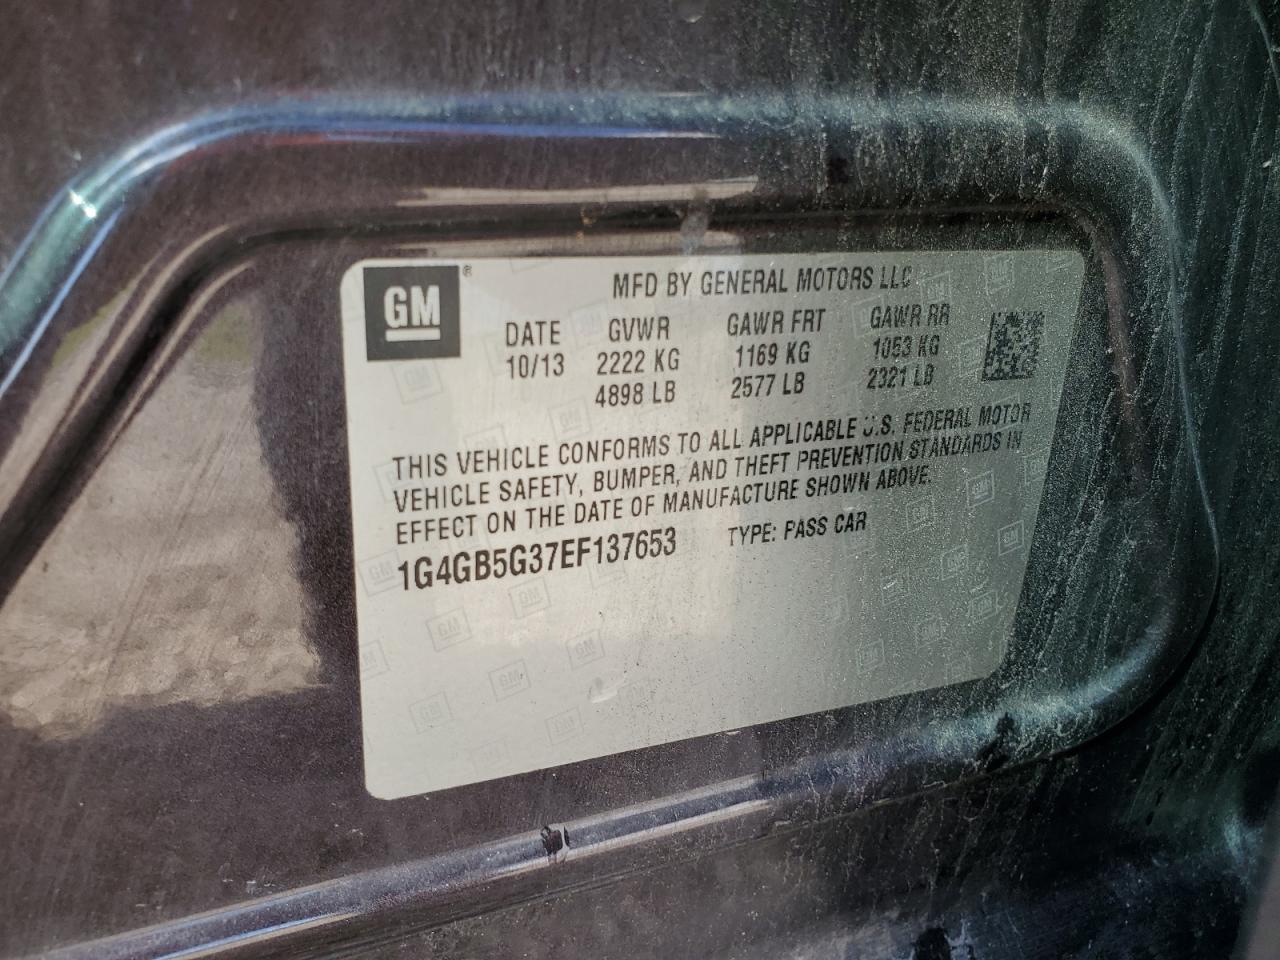 GM®
MFD BY GENERAL MOTORS LLC
DATE GVWR GAWR FRT GAWR RR
10/13 2222 KG 1169 KG 1053 KG
4898 LB 2577 LB 2321 LB
THIS VEHICLE CONFORMS TO ALL APPLICABLE U.S. FEDERAL MOTOR
VEHICLE SAFETY, BUMPER, AND THEFT PREVENTION STANDARDS IN
EFFECT ON THE DATE OF MANUFACTURE SHOWN ABOVE.
1G4GB5G37EF137653 TYPE: PASS CAR